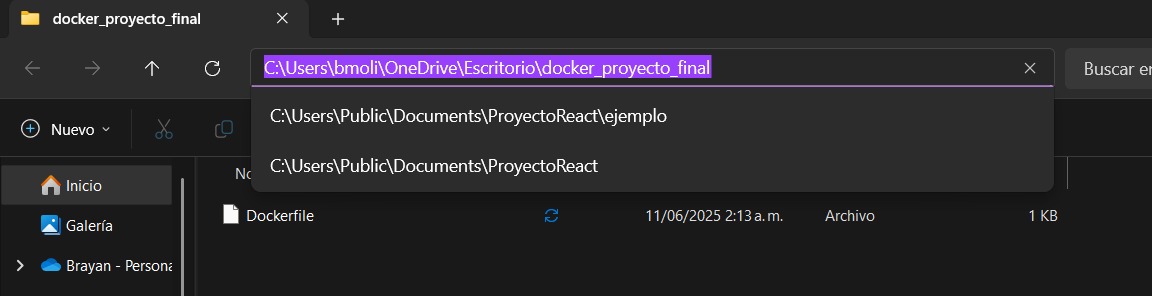 docker_proyecto_final
C:\Users\bmoli\OneDrive\Escritorio\docker_proyecto_final
Buscar en
C:\Users\Public\Documents\ProyectoReact\ejemplo
Nuevo
C:\Users\Public\Documents\ProyectoReact
No
Inicio
Dockerfile
11/06/2025 2:13 a. m.
Archivo
1 KB
Galería
Brayan - Persona